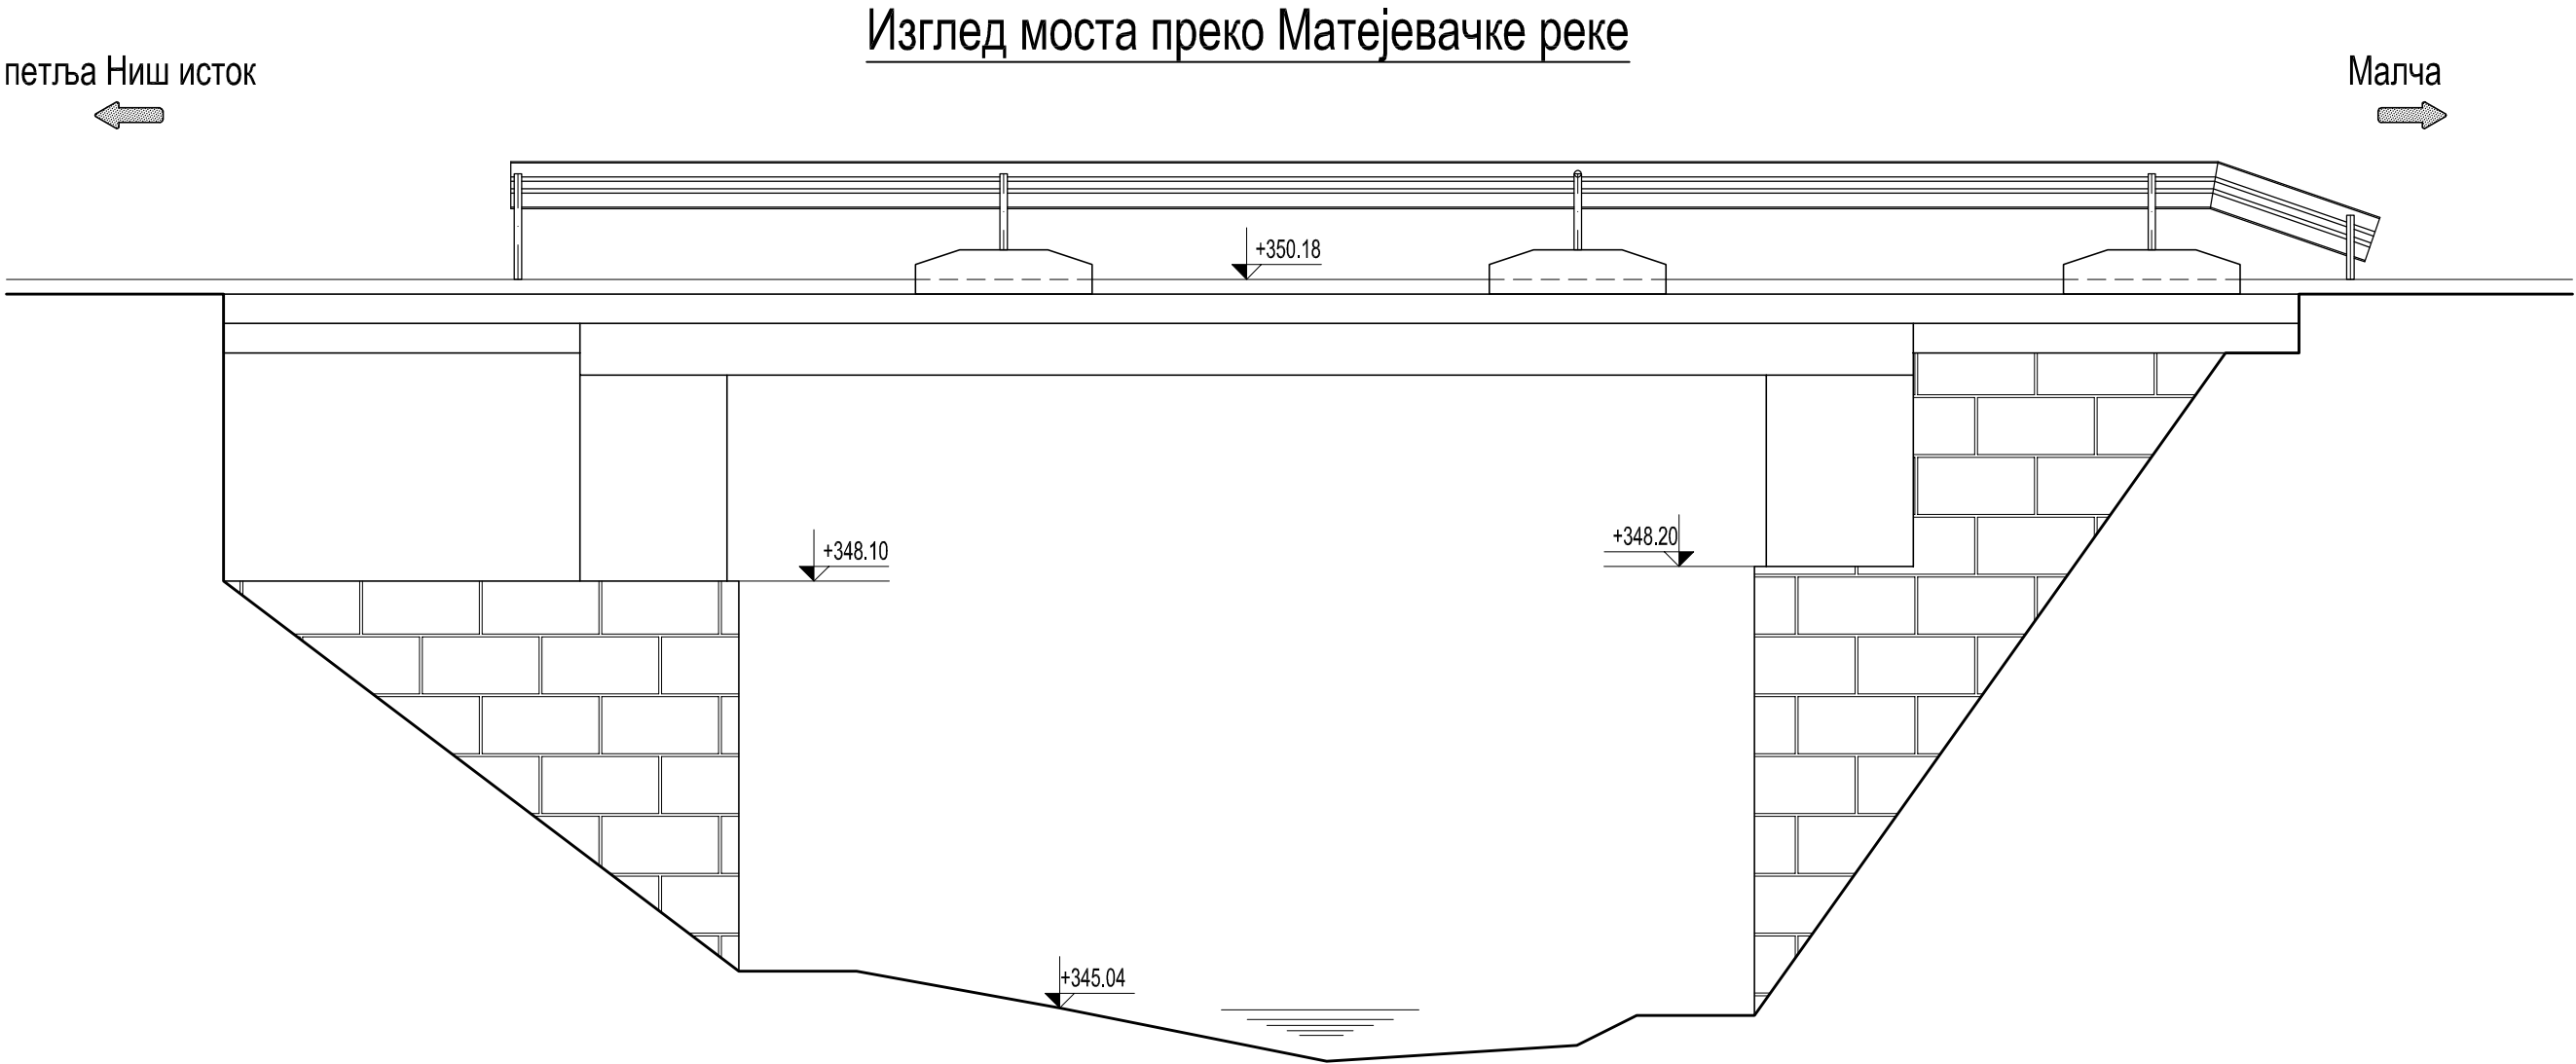 Изглед моста преко Матејевачке реке
петља Ниш исток
Малча
+350.18
+348.10
+348.20
+345.04